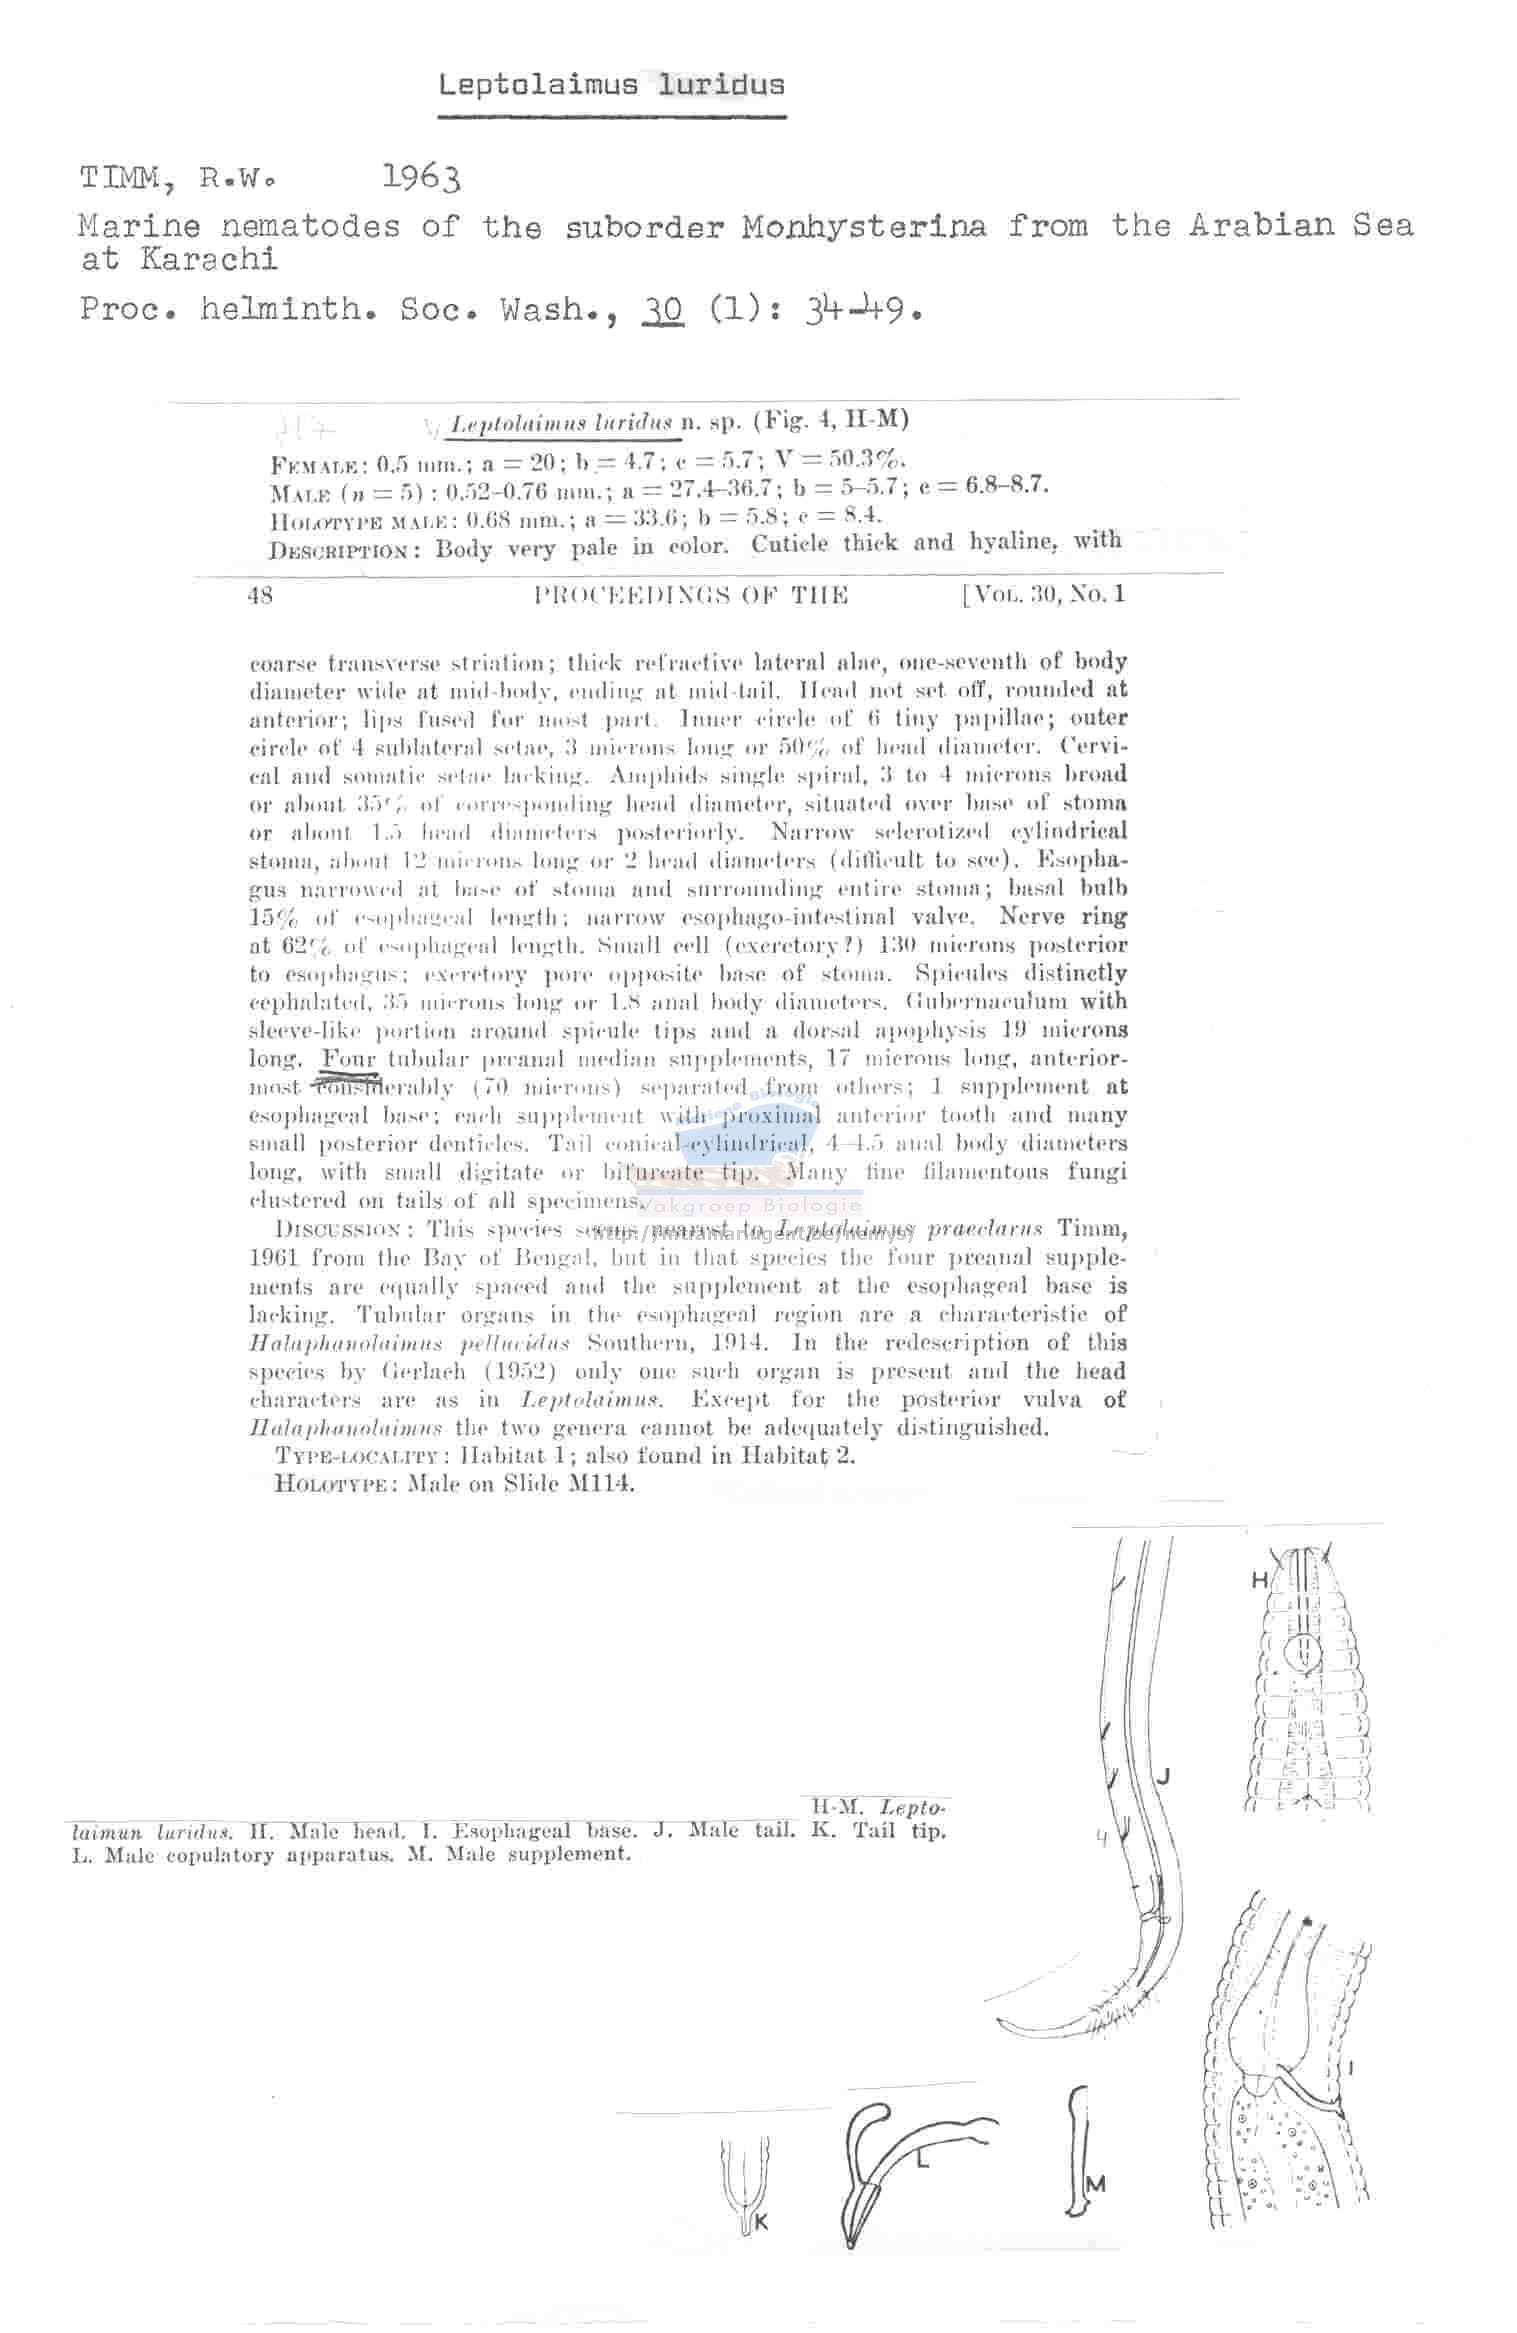 Leptolaimus luridus
TIMM, R.W. 1963
Marine nematodes of the suborder Monhysterina from the Arabian Sea
at Karachi
Proc. helminth. Soc. Wash., 30 (1): 34-49.
Leptolaimus luridus n. sp. (Fig. 4, H-M)
FEMALE: 0.5 mm.; a = 20; b = 4.7; c = 5.7; V = 50.3%.
MALE (n = 5): 0.52–0.76 mm.; a = 27.4–36.7; b = 5–5.7; c = 6.8–8.7.
HOLOTYPE MALE: 0.68 mm.; a = 33.6; b = 5.8; c = 8.4.
DESCRIPTION: Body very pale in color. Cuticle thick and hyaline, with
48 PROCEEDINGS OF THE [VOL. 30, NO. 1
coarse transverse striation; thick refractive lateral alae, one-seventh of body
diameter wide at mid-body, ending at mid-tail. Head not set off, rounded at
anterior; lips fused for most part. Inner circle of 6 tiny papillae; outer
circle of 4 sublateral setae, 3 microns long or 50% of head diameter. Cervi-
cal and somatic setae lacking. Amphids single spiral, 3 to 4 microns broad
or about 35% of corresponding head diameter, situated over base of stoma
or about 1.5 head diameters posteriorly. Narrow sclerotized cylindrical
stoma, about 12 microns long or 2 head diameters (difficult to see). Esopha-
gus narrowed at base of stoma and surrounding entire stoma; basal bulb
15% of esophageal length; narrow esophago-intestinal valve. Nerve ring
at 62% of esophageal length. Small cell (excretory?) 130 microns posterior
to esophagus; excretory pore opposite base of stoma. Spicules distinctly
cephalated, 35 microns long or 1.8 anal body diameters. Gubernaculum with
sleeve-like portion around spicule tips and a dorsal apophysis 19 microns
long. Four tubular preanal median supplements, 17 microns long, anterior-
most considerably (70 microns) separated from others; 1 supplement at
esophageal base; each supplement with proximal anterior tooth and many
small posterior denticles. Tail conical-cylindrical, 4–4.5 anal body diameters
long, with small digitate or bifurcate tip. Many fine filamentous fungi
clustered on tails of all specimens.
Vakgroep Biologie
DISCUSSION: This species seems nearest to Leptolaimus praeclarus Timm,
1961 from the Bay of Bengal, but in that species the four preanal supple-
ments are equally spaced and the supplement at the esophageal base is
lacking. Tubular organs in the esophageal region are a characteristic of
Halaphanolaimus pellucidus Southern, 1914. In the redescription of this
species by Gerlach (1952) only one such organ is present and the head
characters are as in Leptolaimus. Except for the posterior vulva of
Halaphanolaimus the two genera cannot be adequately distinguished.
TYPE-LOCALITY: Habitat 1; also found in Habitat 2.
HOLOTYPE: Male on Slide M114.
H
J
H-M. Lepto-
laimun luridus. H. Male head. I. Esophageal base. J. Male tail. K. Tail tip.
L. Male copulatory apparatus. M. Male supplement.
4
I
L
M
K